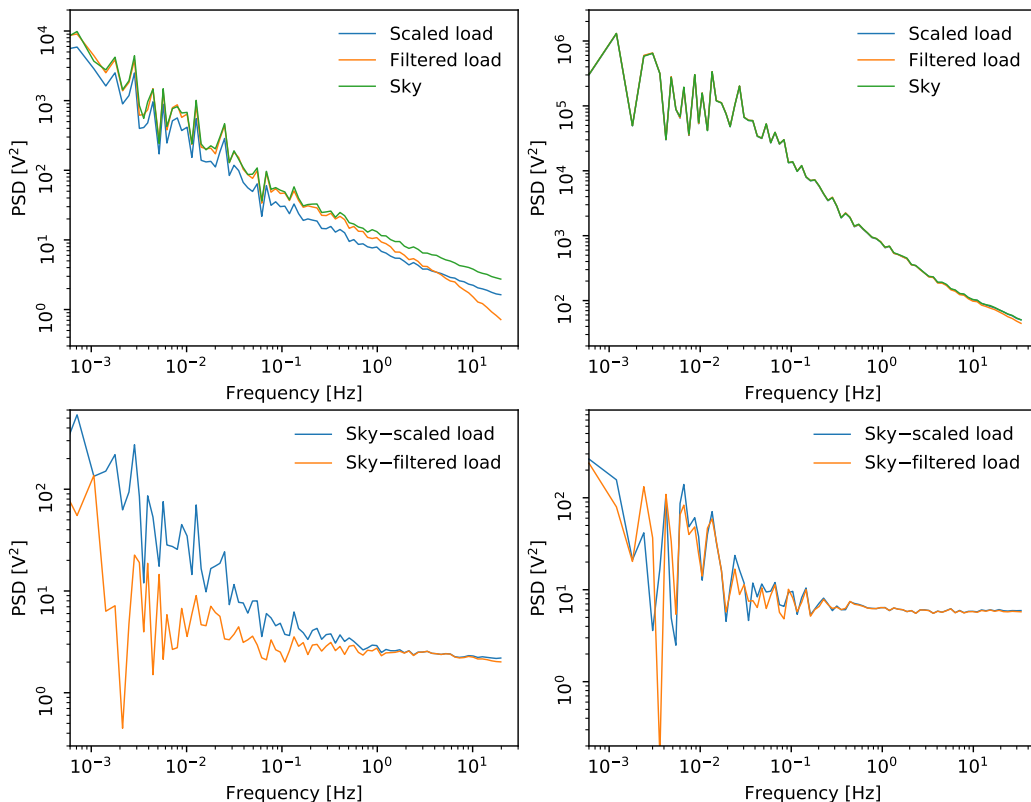 PSD [V²]
10⁴
10³
10²
10¹
10⁰
Scaled load
Filtered load
Sky
10⁻³ 10⁻² 10⁻¹ 10⁰ 10¹
Frequency [Hz]
PSD [V²]
10⁶
10⁵
10⁴
10³
10²
Scaled load
Filtered load
Sky
10⁻³ 10⁻² 10⁻¹ 10⁰ 10¹
Frequency [Hz]
PSD [V²]
10²
10¹
10⁰
Sky−scaled load
Sky−filtered load
10⁻³ 10⁻² 10⁻¹ 10⁰ 10¹
Frequency [Hz]
PSD [V²]
10²
10¹
10⁰
Sky−scaled load
Sky−filtered load
10⁻³ 10⁻² 10⁻¹ 10⁰ 10¹
Frequency [Hz]